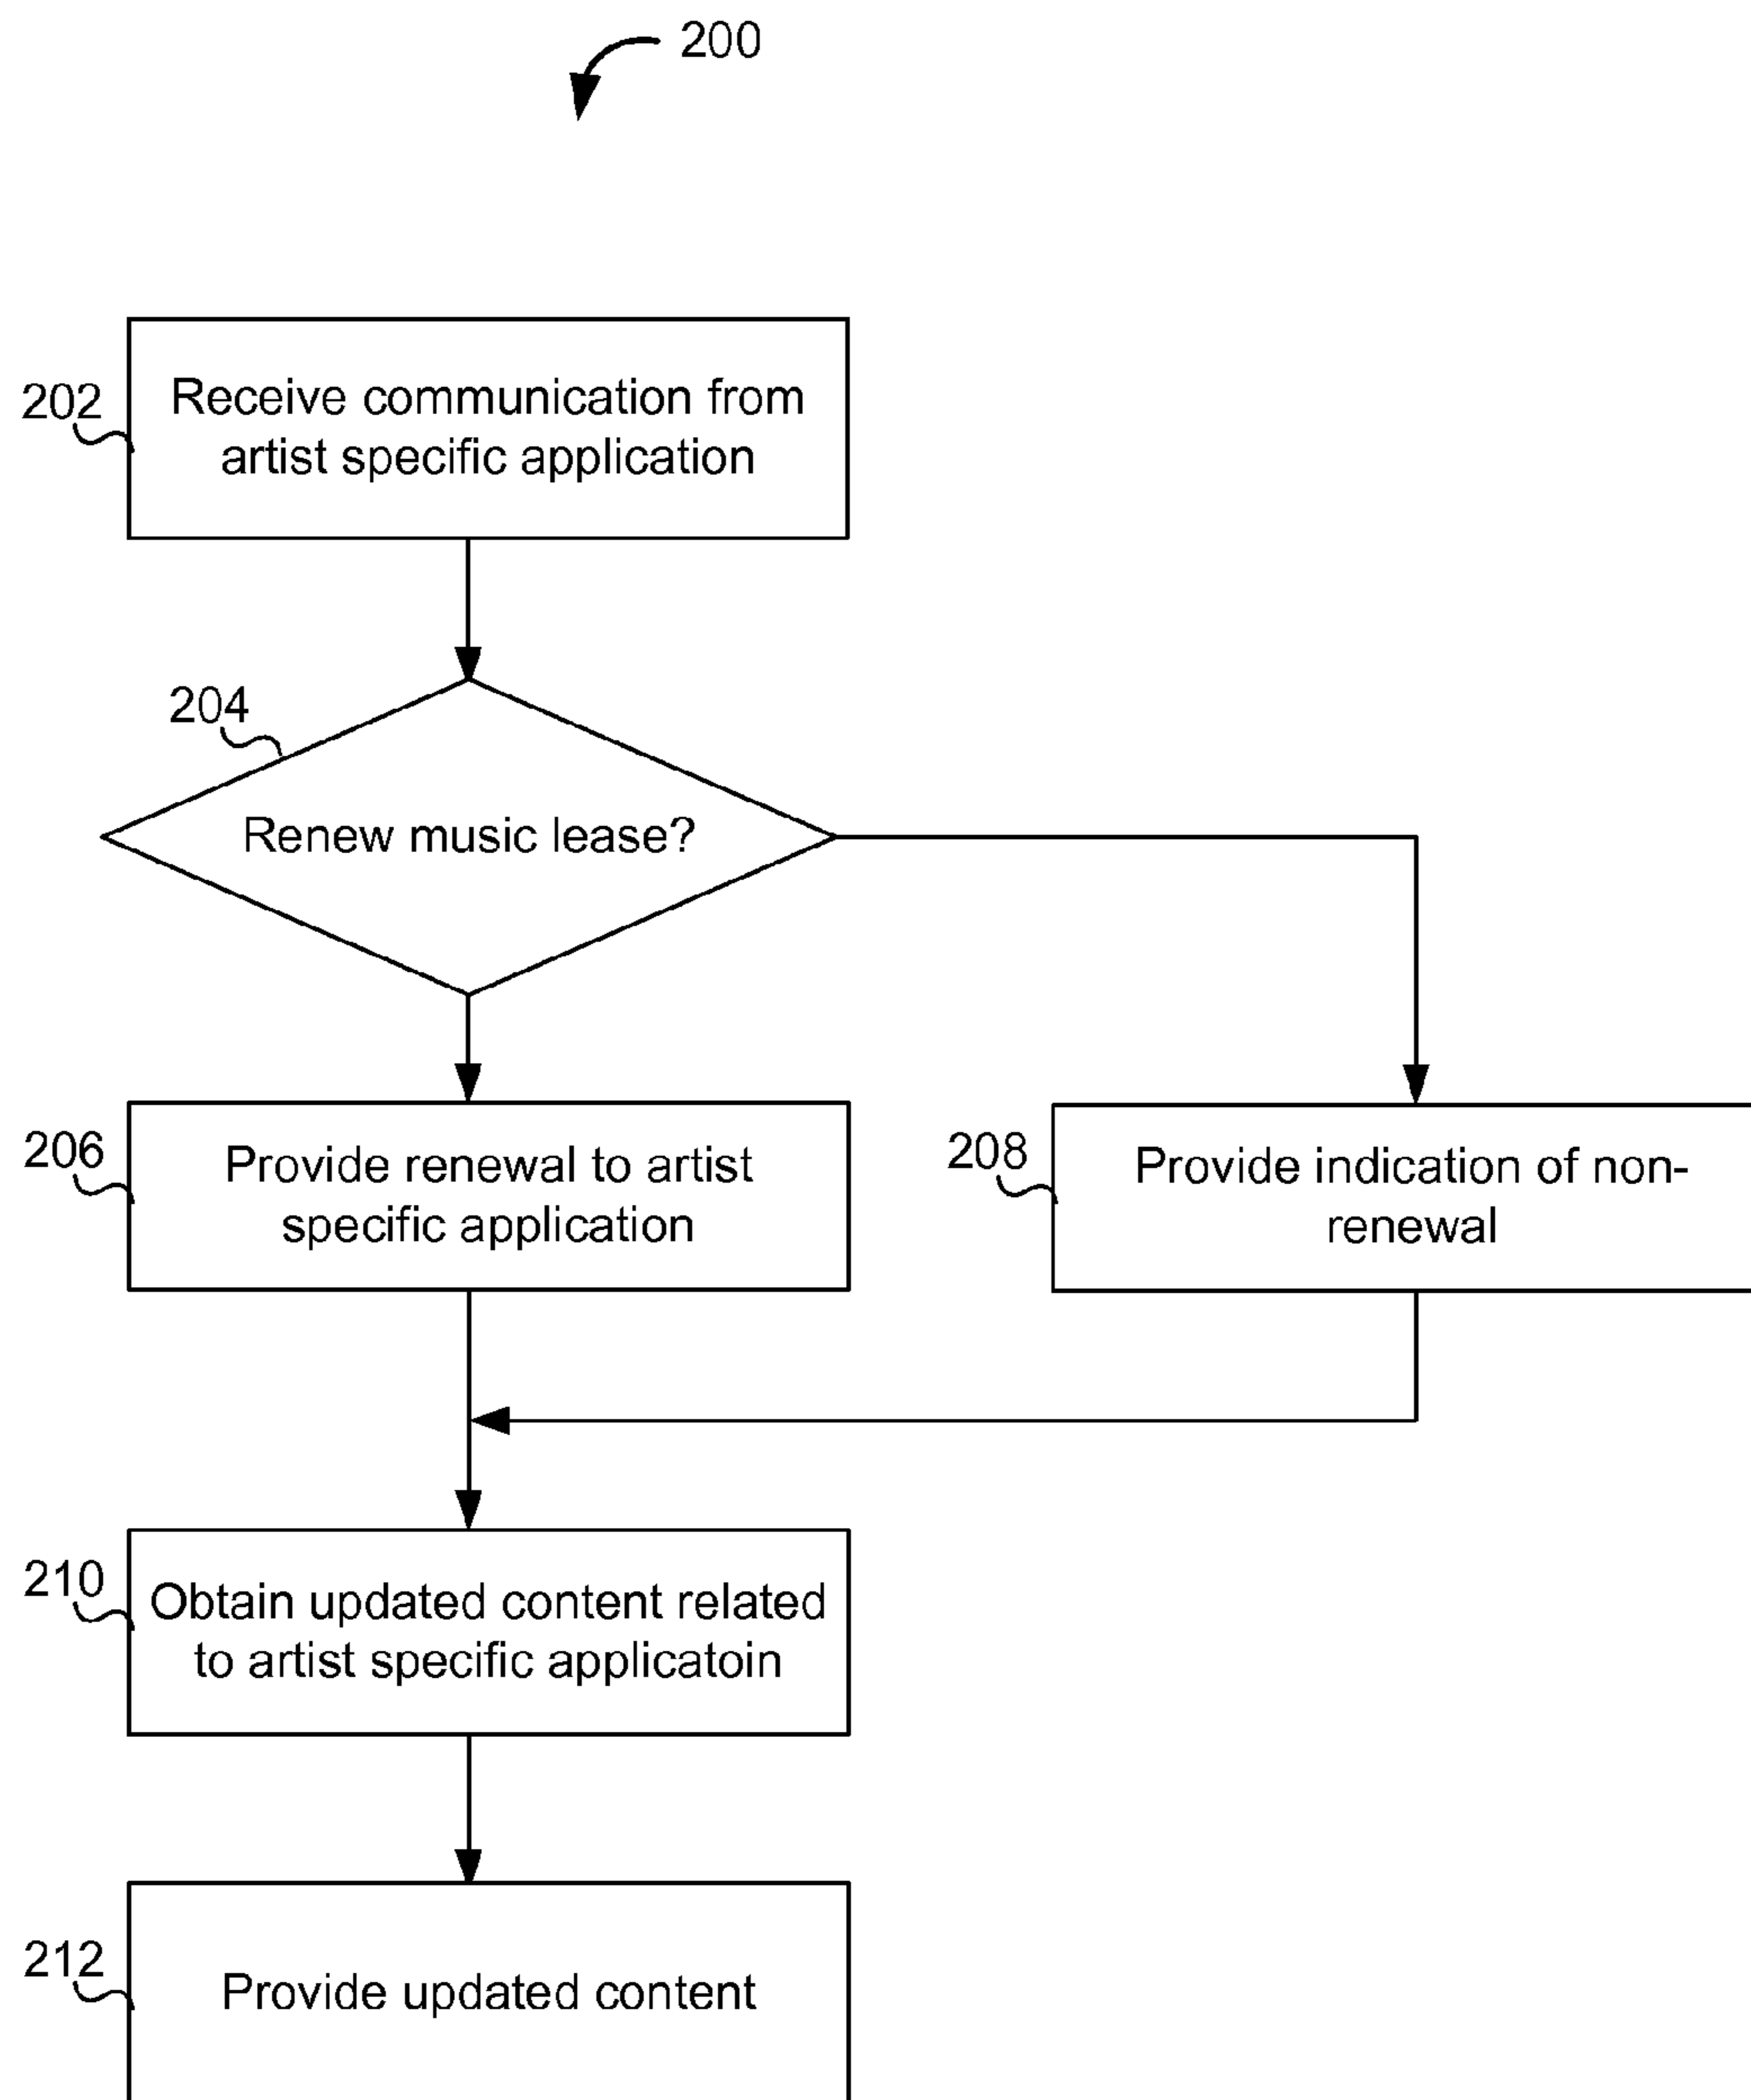 200
202
Receive communication from
artist specific application
204
Renew music lease?
206
Provide renewal to artist
specific application
208
Provide indication of non-
renewal
210
Obtain updated content related
to artist specific applicatoin
212
Provide updated content